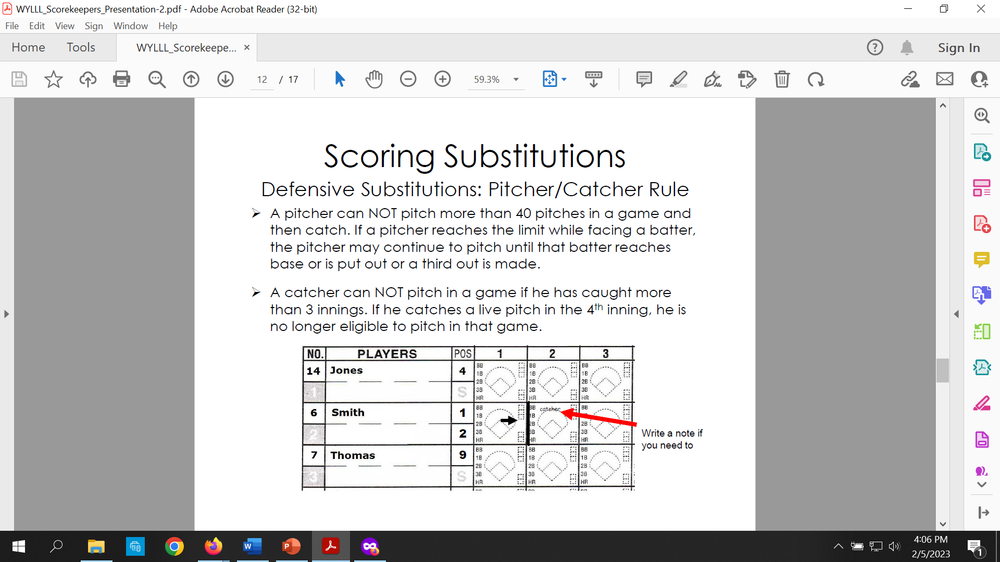 WYLLL_Scorekeepers_Presentation-2.pdf - Adobe Acrobat Reader (32-bit)
File Edit View Sign Window Help
Home Tools WYLLL_Scorekeepe... × Sign In
12 / 17 59.3%
Scoring Substitutions
Defensive Substitutions: Pitcher/Catcher Rule
➢ A pitcher can NOT pitch more than 40 pitches in a game and
then catch. If a pitcher reaches the limit while facing a batter,
the pitcher may continue to pitch until that batter reaches
base or is put out or a third out is made.
➢ A catcher can NOT pitch in a game if he has caught more
than 3 innings. If he catches a live pitch in the 4th inning, he is
no longer eligible to pitch in that game.
NO. PLAYERS POS 1 2 3
14 Jones 4
BB BB BB
1B 1B 1B
2B 2B 2B
3B 3B 3B
HR HR HR
1 S
6 Smith 1
BB BB catcher BB
1B 1B 1B
2B 2B 2B
3B 3B 3B
HR HR HR
2 2
Write a note if
you need to
7 Thomas 9
BB BB BB
1B 1B 1B
2B 2B 2B
3B 3B 3B
HR HR HR
3 S
4:06 PM
2/5/2023
1